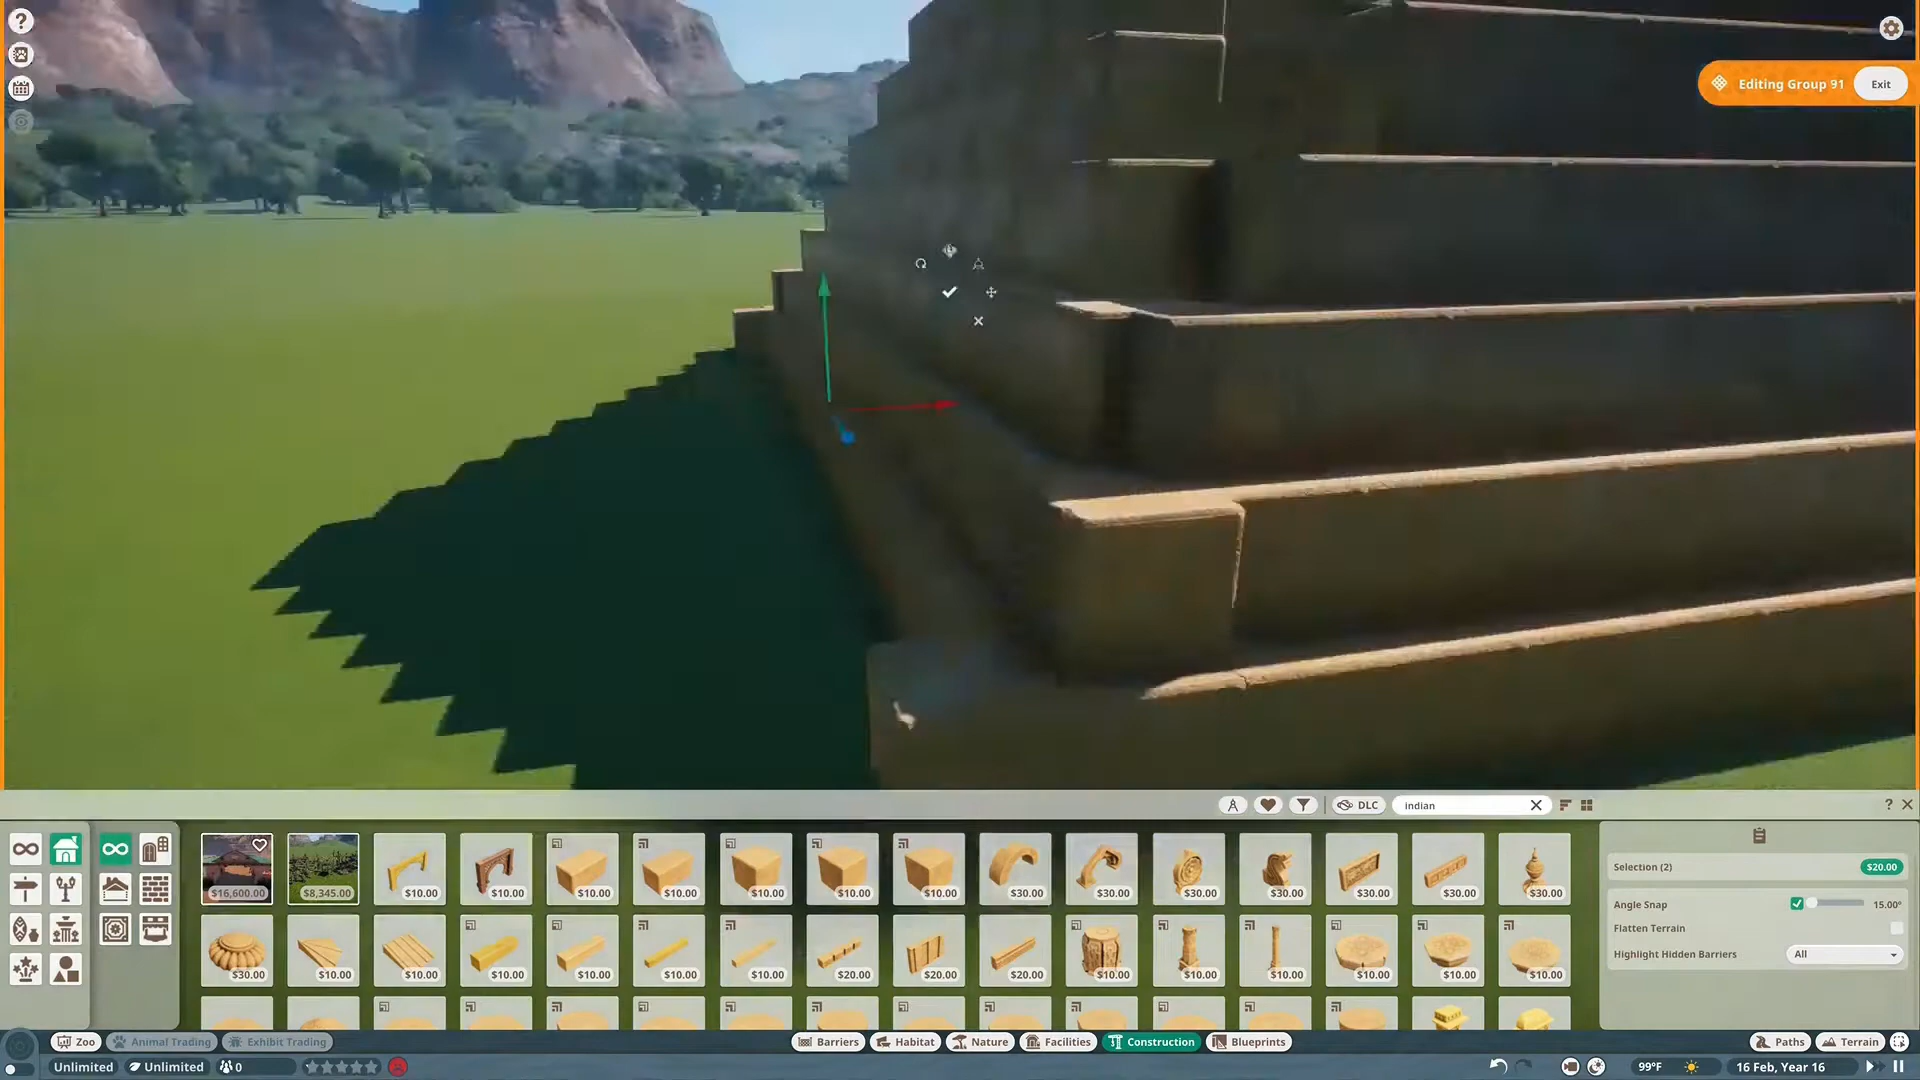 ?
Editing Group 91 Exit
DLC indian ?
$16,600.00 $8,345.00 $10.00 $10.00 $10.00 $10.00 $10.00 $10.00 $10.00 $30.00 $30.00 $30.00 $30.00 $30.00 $30.00 $30.00
$30.00 $10.00 $10.00 $10.00 $10.00 $10.00 $10.00 $20.00 $20.00 $20.00 $10.00 $10.00 $10.00 $10.00 $10.00 $10.00
Selection (2) $20.00
Angle Snap 15.00°
Flatten Terrain
Highlight Hidden Barriers All
Zoo Animal Trading Exhibit Trading Barriers Habitat Nature Facilities Construction Blueprints Paths Terrain
Unlimited Unlimited 0 99°F 16 Feb, Year 16